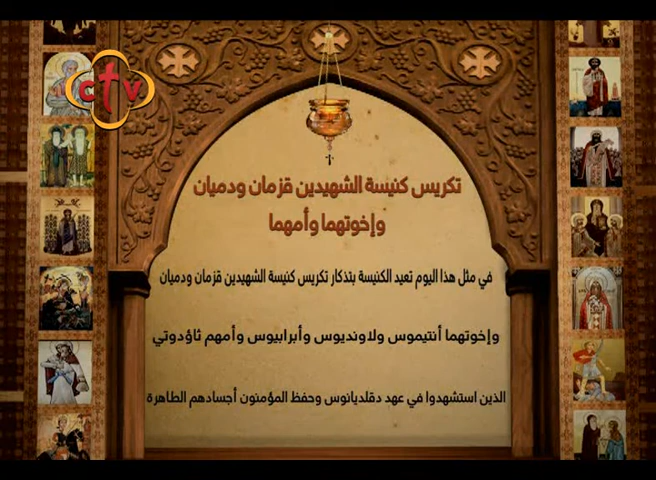 ctv
تكريس كنيسة الشهيدين قزمان ودميان
وإخوتهما وأمهما
في مثل هذا اليوم تعيد الكنيسة بتذكار تكريس كنيسة الشهيدين قزمان ودميان
وإخوتهما أنتيموس ولاونديوس وأبرابيوس وأمهم ثاؤدوتي
الذين استشهدوا في عهد دقلديانوس وحفظ المؤمنون أجسادهم الطاهرة